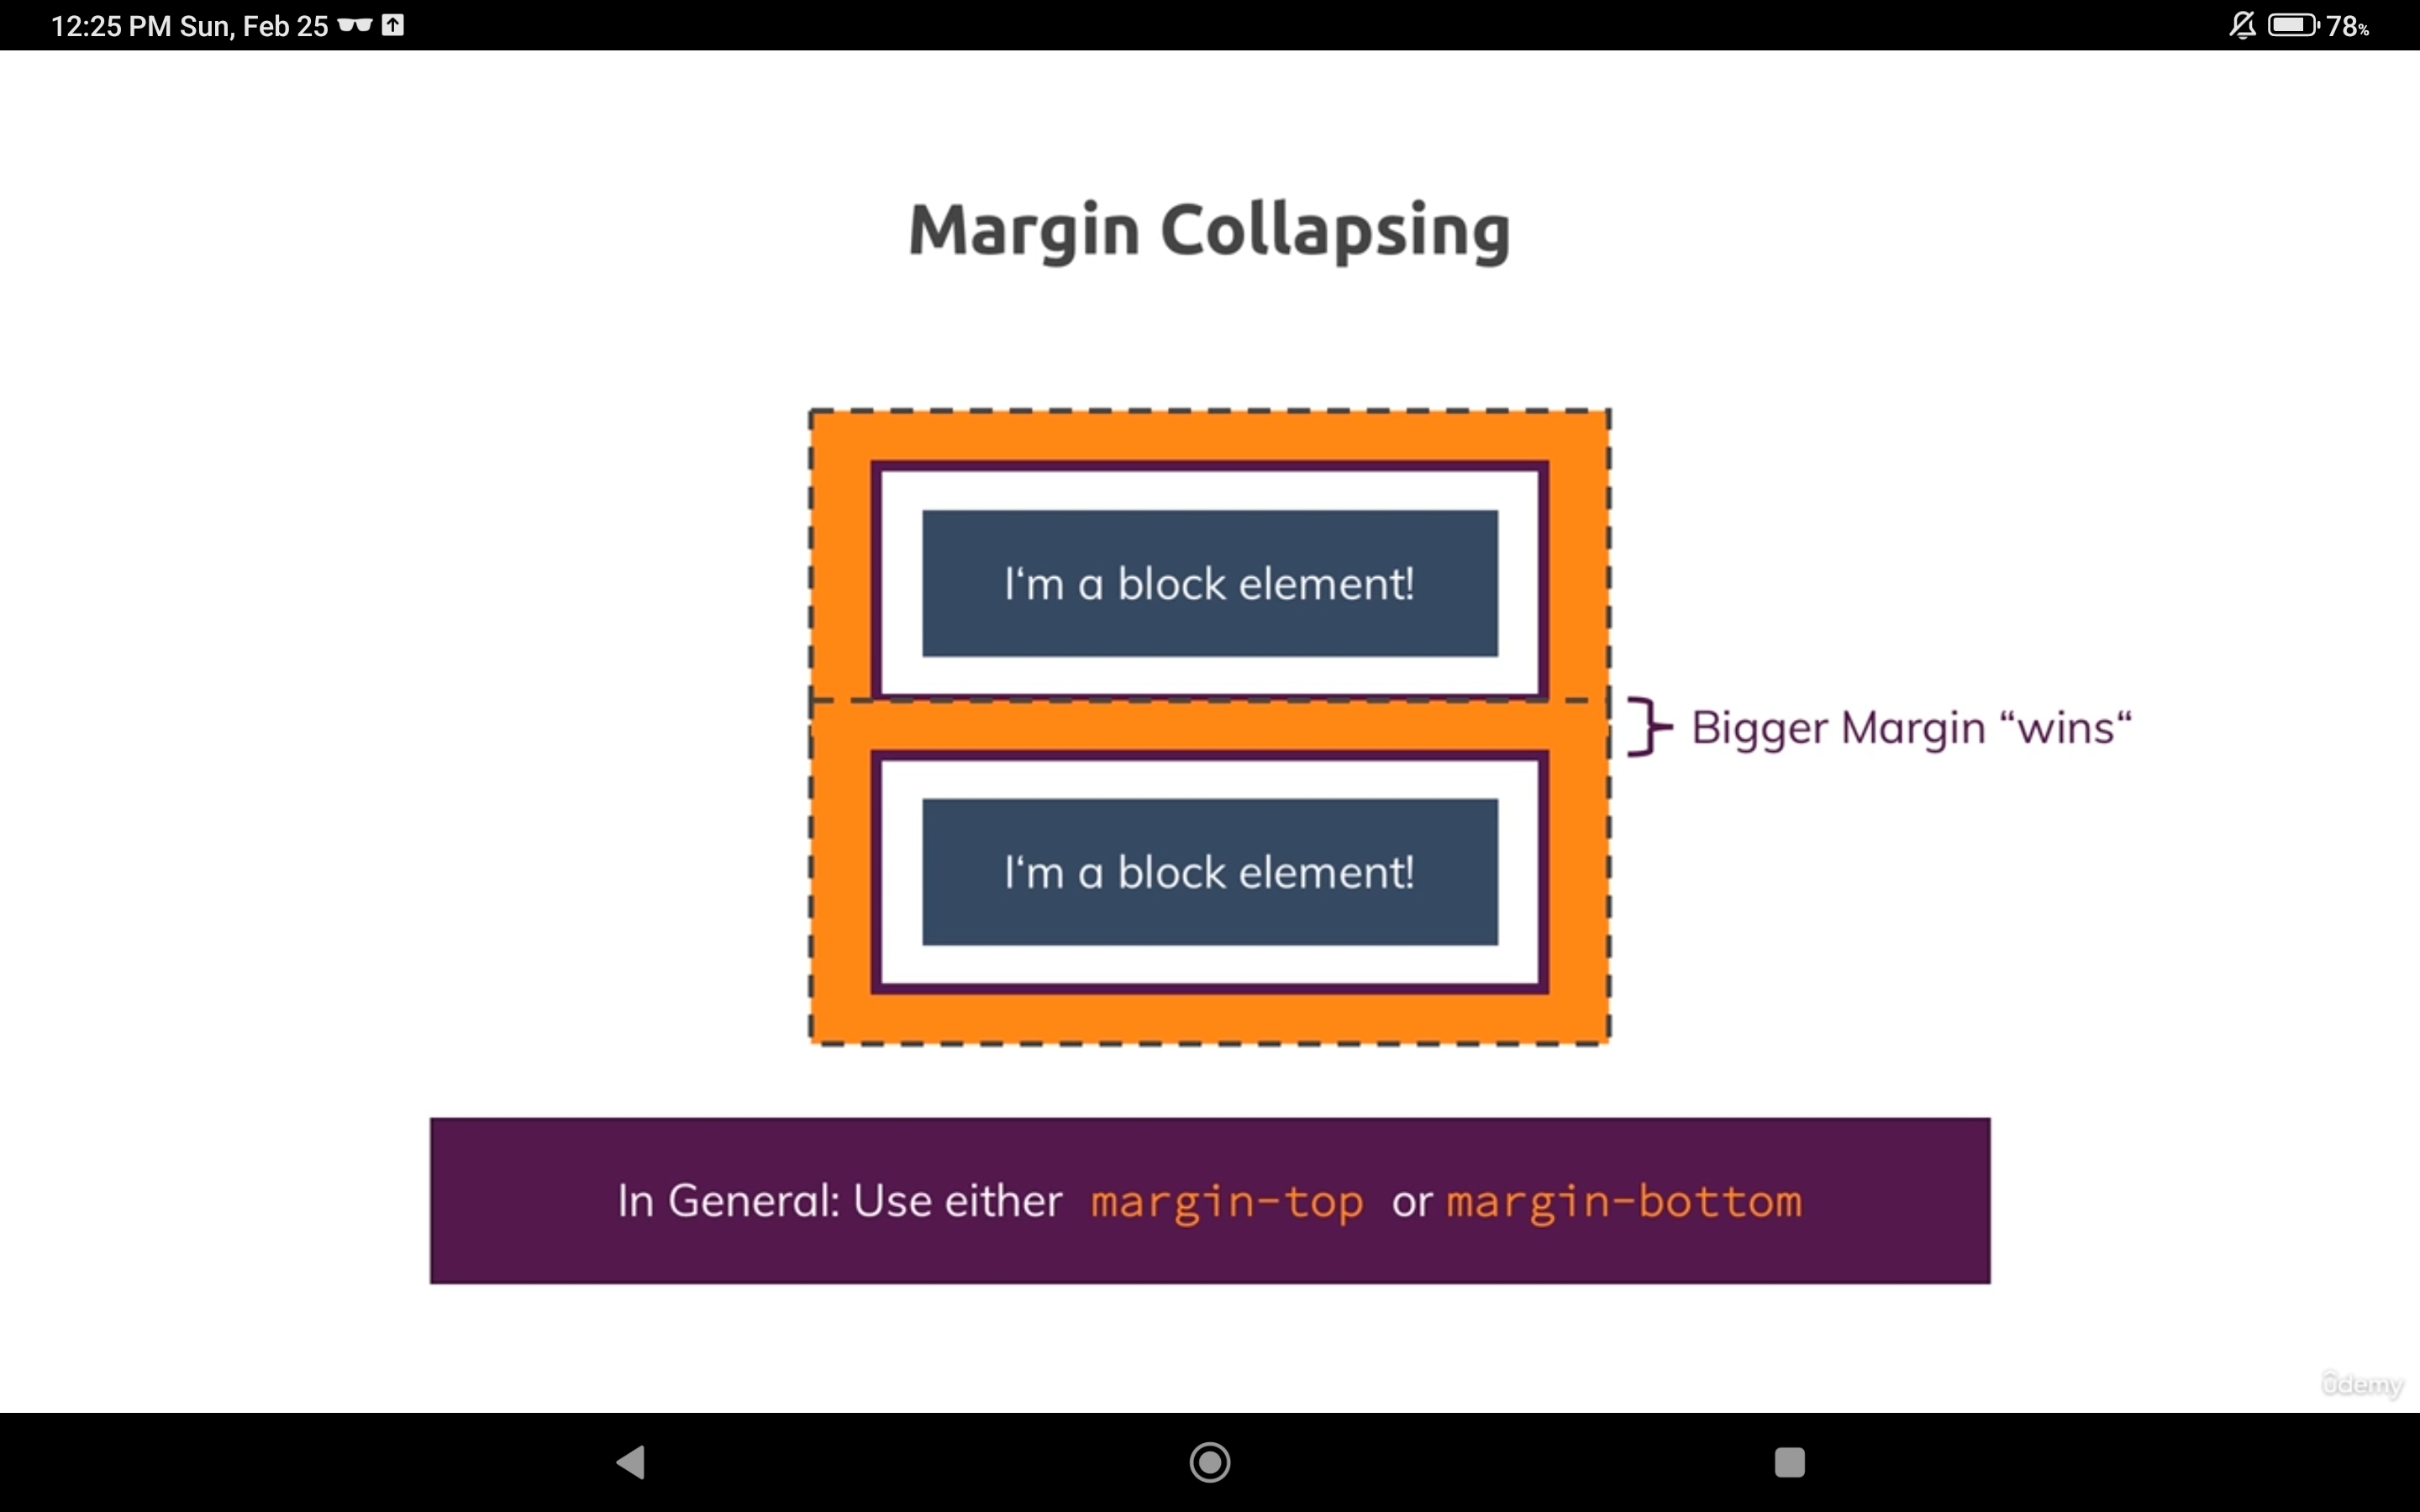 12:25 PM Sun, Feb 25
78%
Margin Collapsing
I‘m a block element!
Bigger Margin “wins“
I‘m a block element!
In General: Use either margin-top or margin-bottom
ûdemy